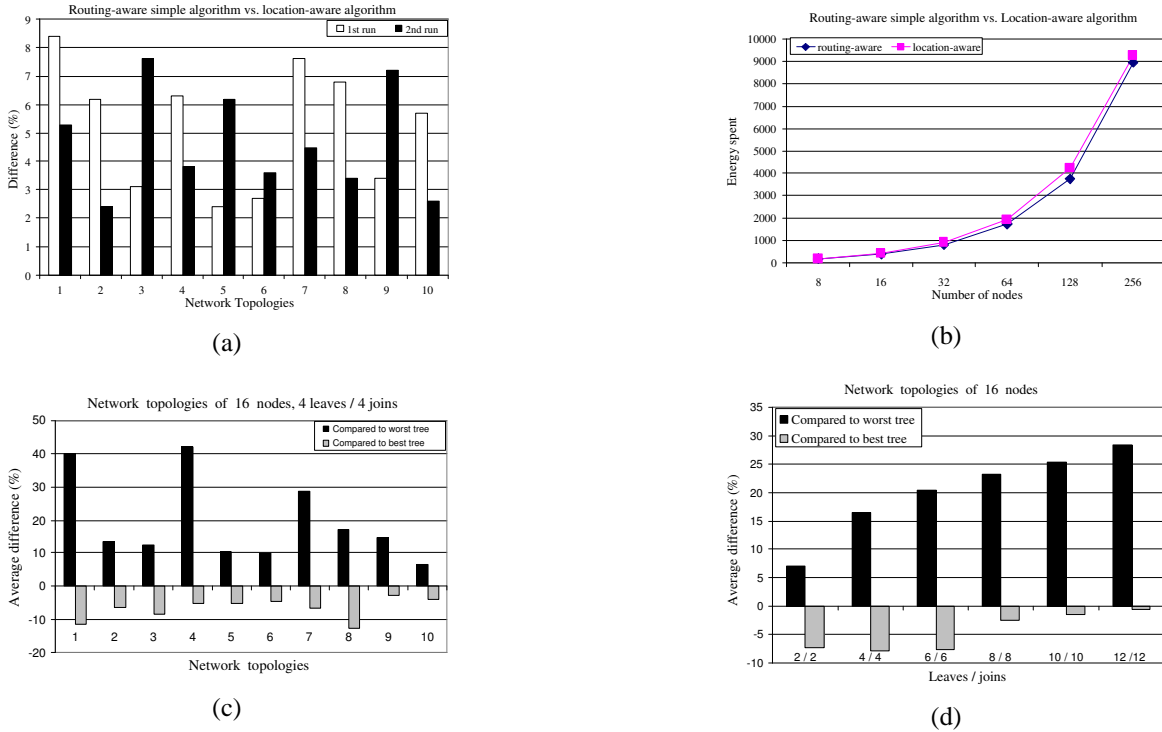 Routing-aware simple algorithm vs. location-aware algorithm
1st run
2nd run
Difference (%)
9
8
7
6
5
4
3
2
1
0
1 2 3 4 5 6 7 8 9 10
Network Topologies
(a)
Routing-aware simple algorithm vs. Location-aware algorithm
routing-aware
location-aware
Energy spent
10000
9000
8000
7000
6000
5000
4000
3000
2000
1000
0
8 16 32 64 128 256
Number of nodes
(b)
Network topologies of 16 nodes, 4 leaves / 4 joins
Compared to worst tree
Compared to best tree
Average difference (%)
50
40
30
20
10
0
-10
-20
1 2 3 4 5 6 7 8 9 10
Network topologies
(c)
Network topologies of 16 nodes
Compared to worst tree
Compared to best tree
Average difference (%)
35
30
25
20
15
10
5
0
-5
-10
2 / 2 4 / 4 6 / 6 8 / 8 10 / 10 12 /12
Leaves / joins
(d)